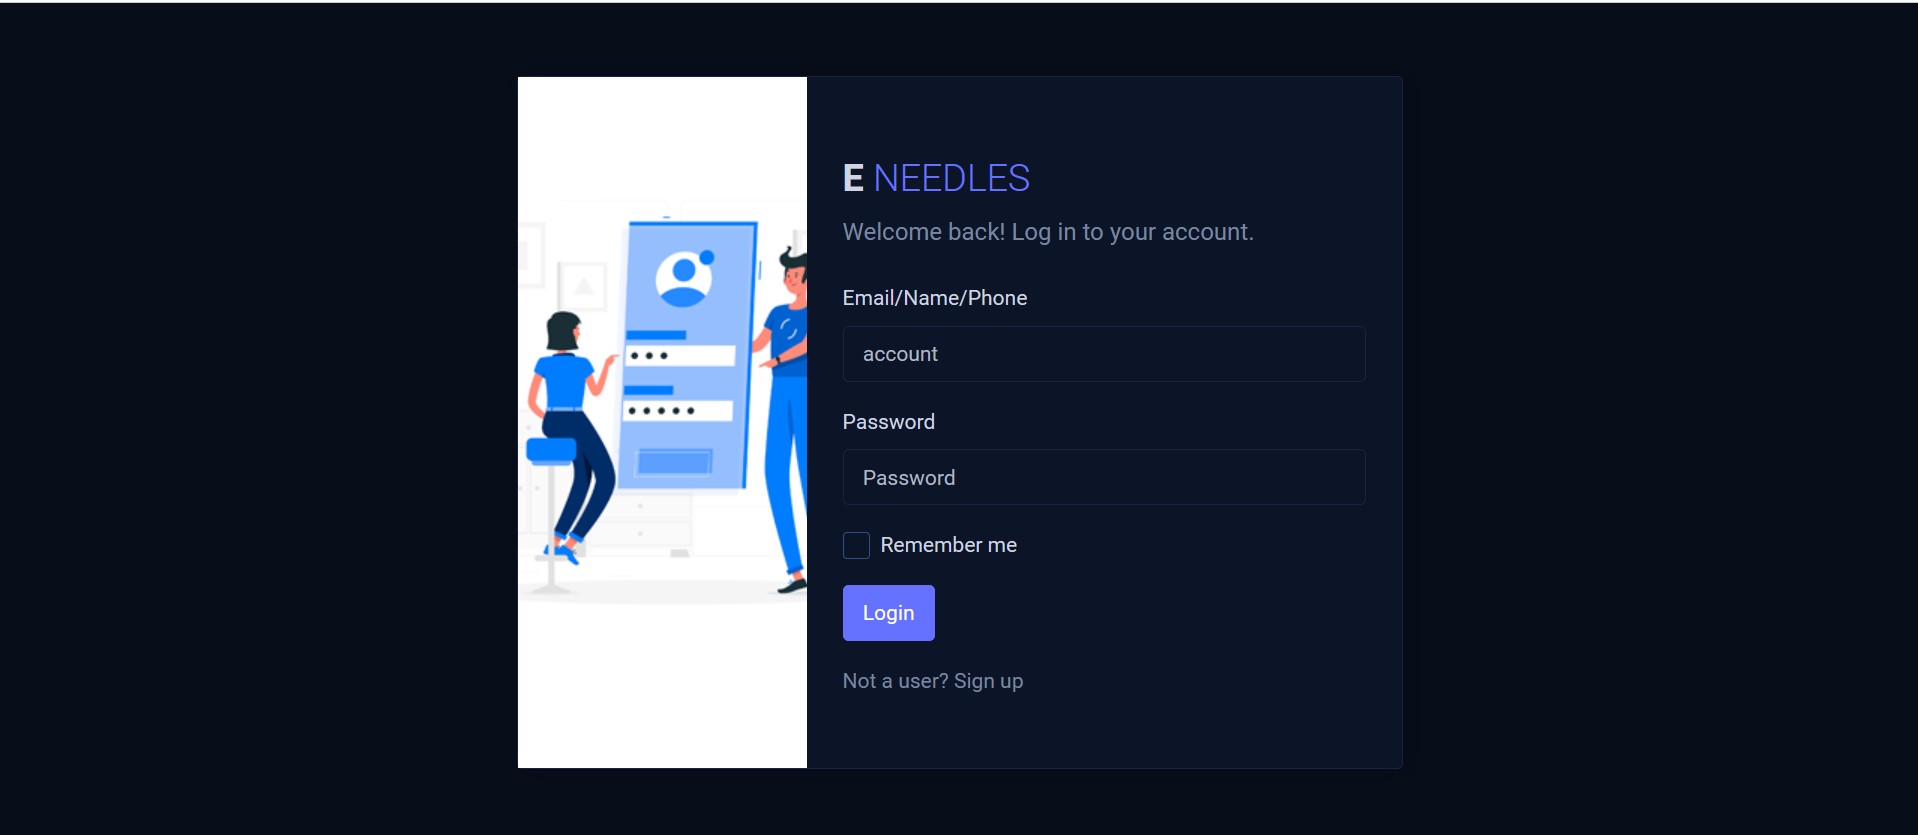 E NEEDLES
Welcome back! Log in to your account.
Email/Name/Phone
account
Password
Password
Remember me
Login
Not a user? Sign up